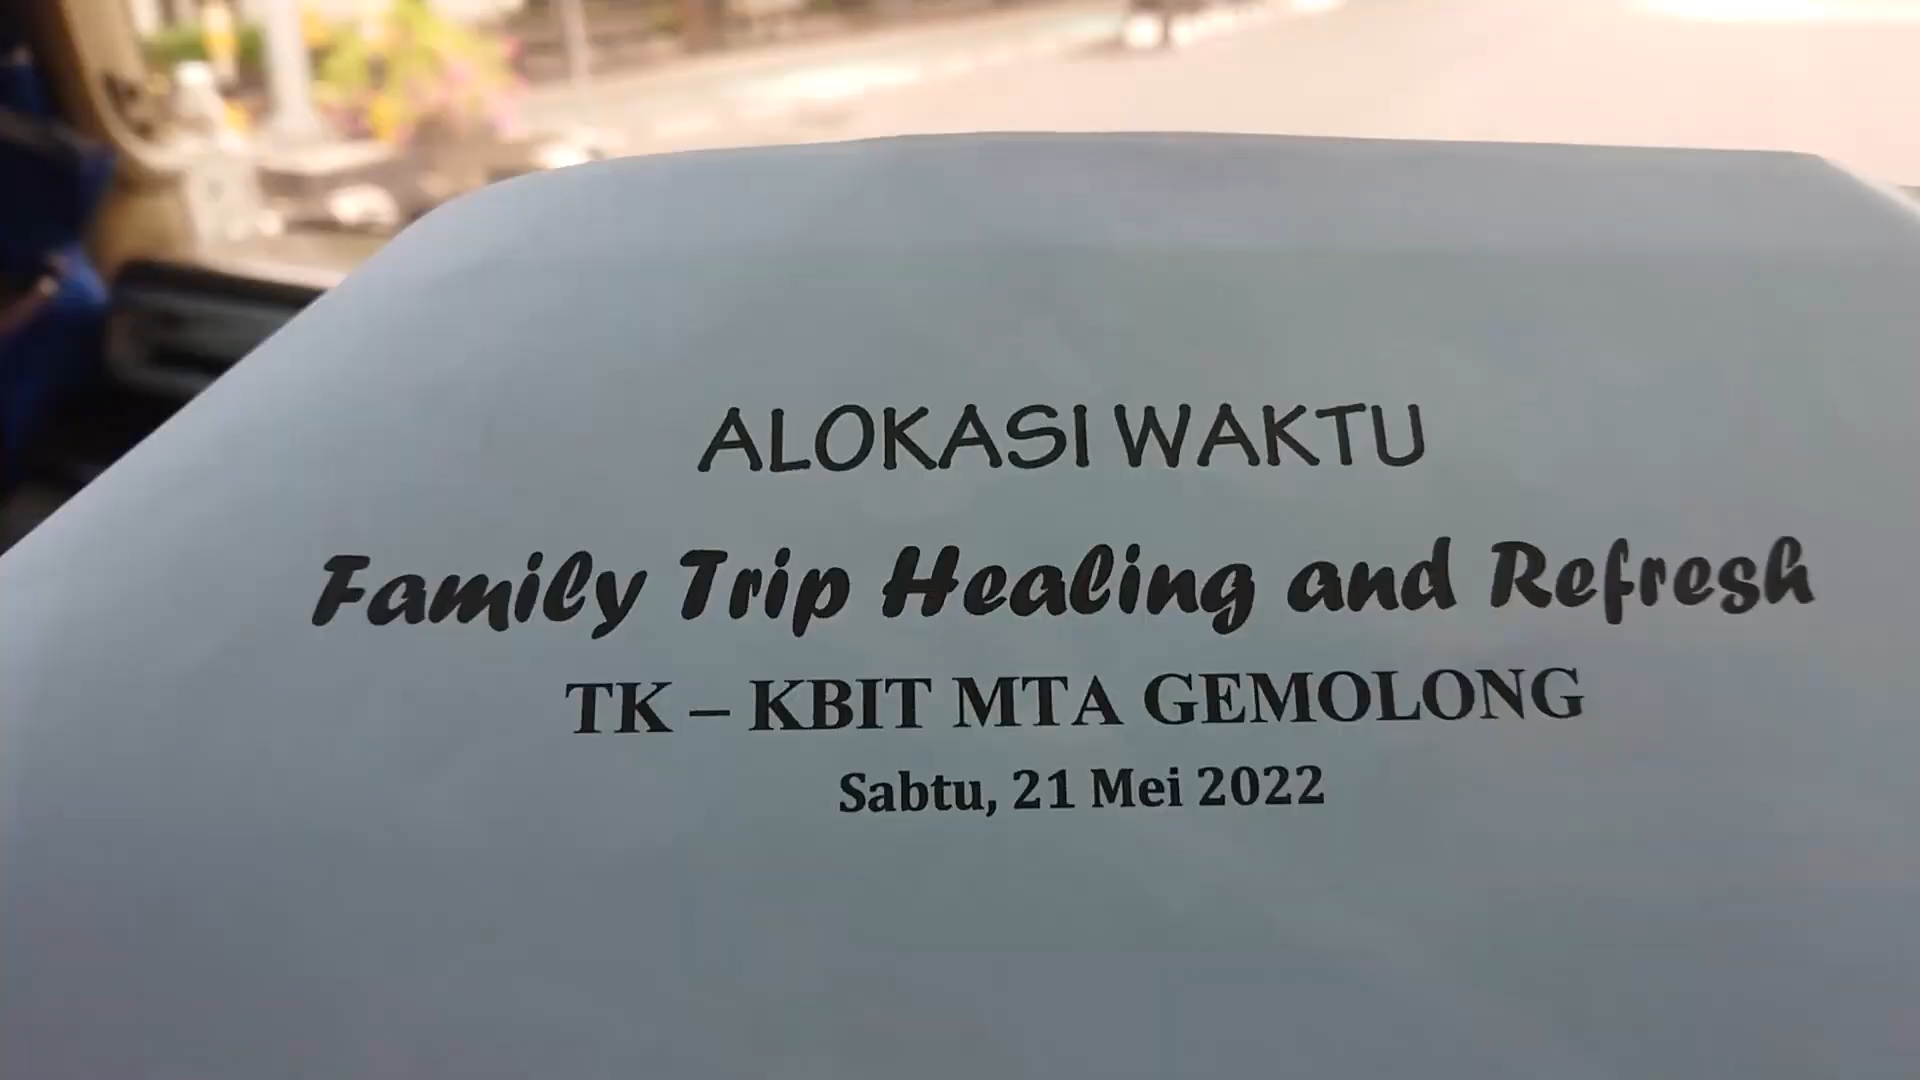 ALOKASI WAKTU
Family Trip Healing and Refresh
TK – KBIT MTA GEMOLONG
Sabtu, 21 Mei 2022